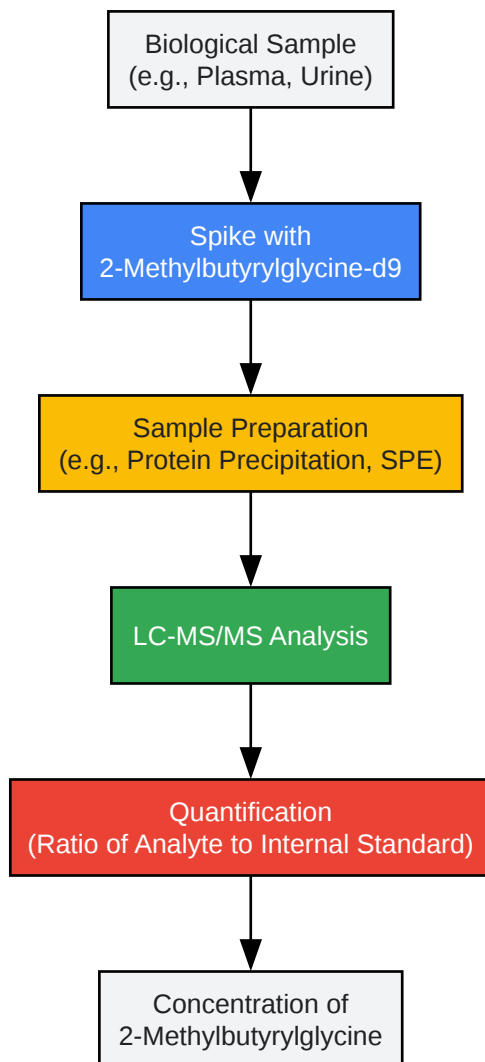 Biological Sample
(e.g., Plasma, Urine)
Spike with
2-Methylbutyrylglycine-d9
Sample Preparation
(e.g., Protein Precipitation, SPE)
LC-MS/MS Analysis
Quantification
(Ratio of Analyte to Internal Standard)
Concentration of
2-Methylbutyrylglycine